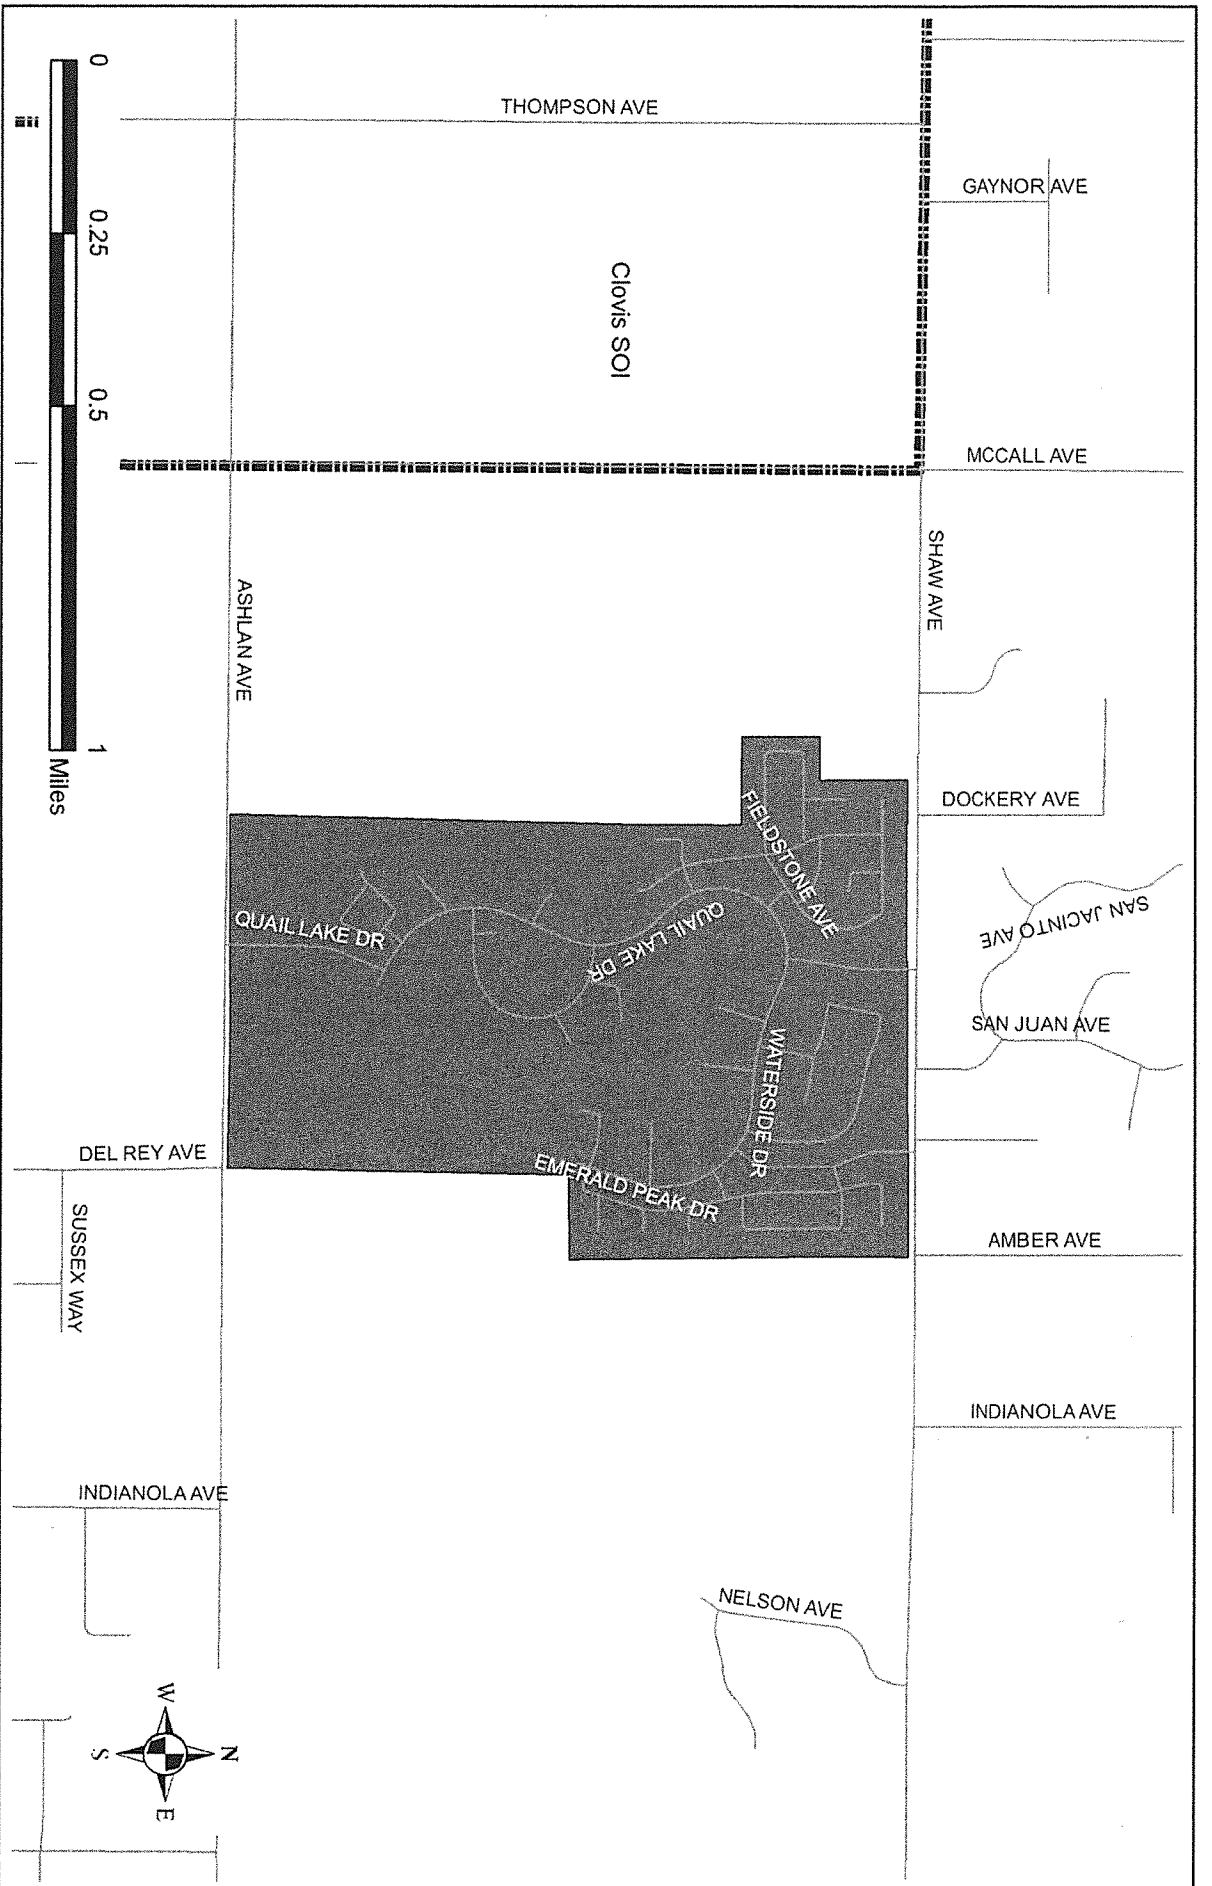 THOMPSON AVE
GAYNOR AVE
Clovis SOI
MCCALL AVE
SHAW AVE
ASHLAN AVE
DOCKERY AVE
FIELDSTONE AVE
SAN JACINTO AVE
QUAIL LAKE DR
QUAIL LAKE DR
SAN JUAN AVE
WATERSIDE DR
DEL REY AVE
EMERALD PEAK DR
SUSSEX WAY
AMBER AVE
INDIANOLA AVE
INDIANOLA AVE
NELSON AVE
0 0.25 0.5 1
Miles
N
W
E
S